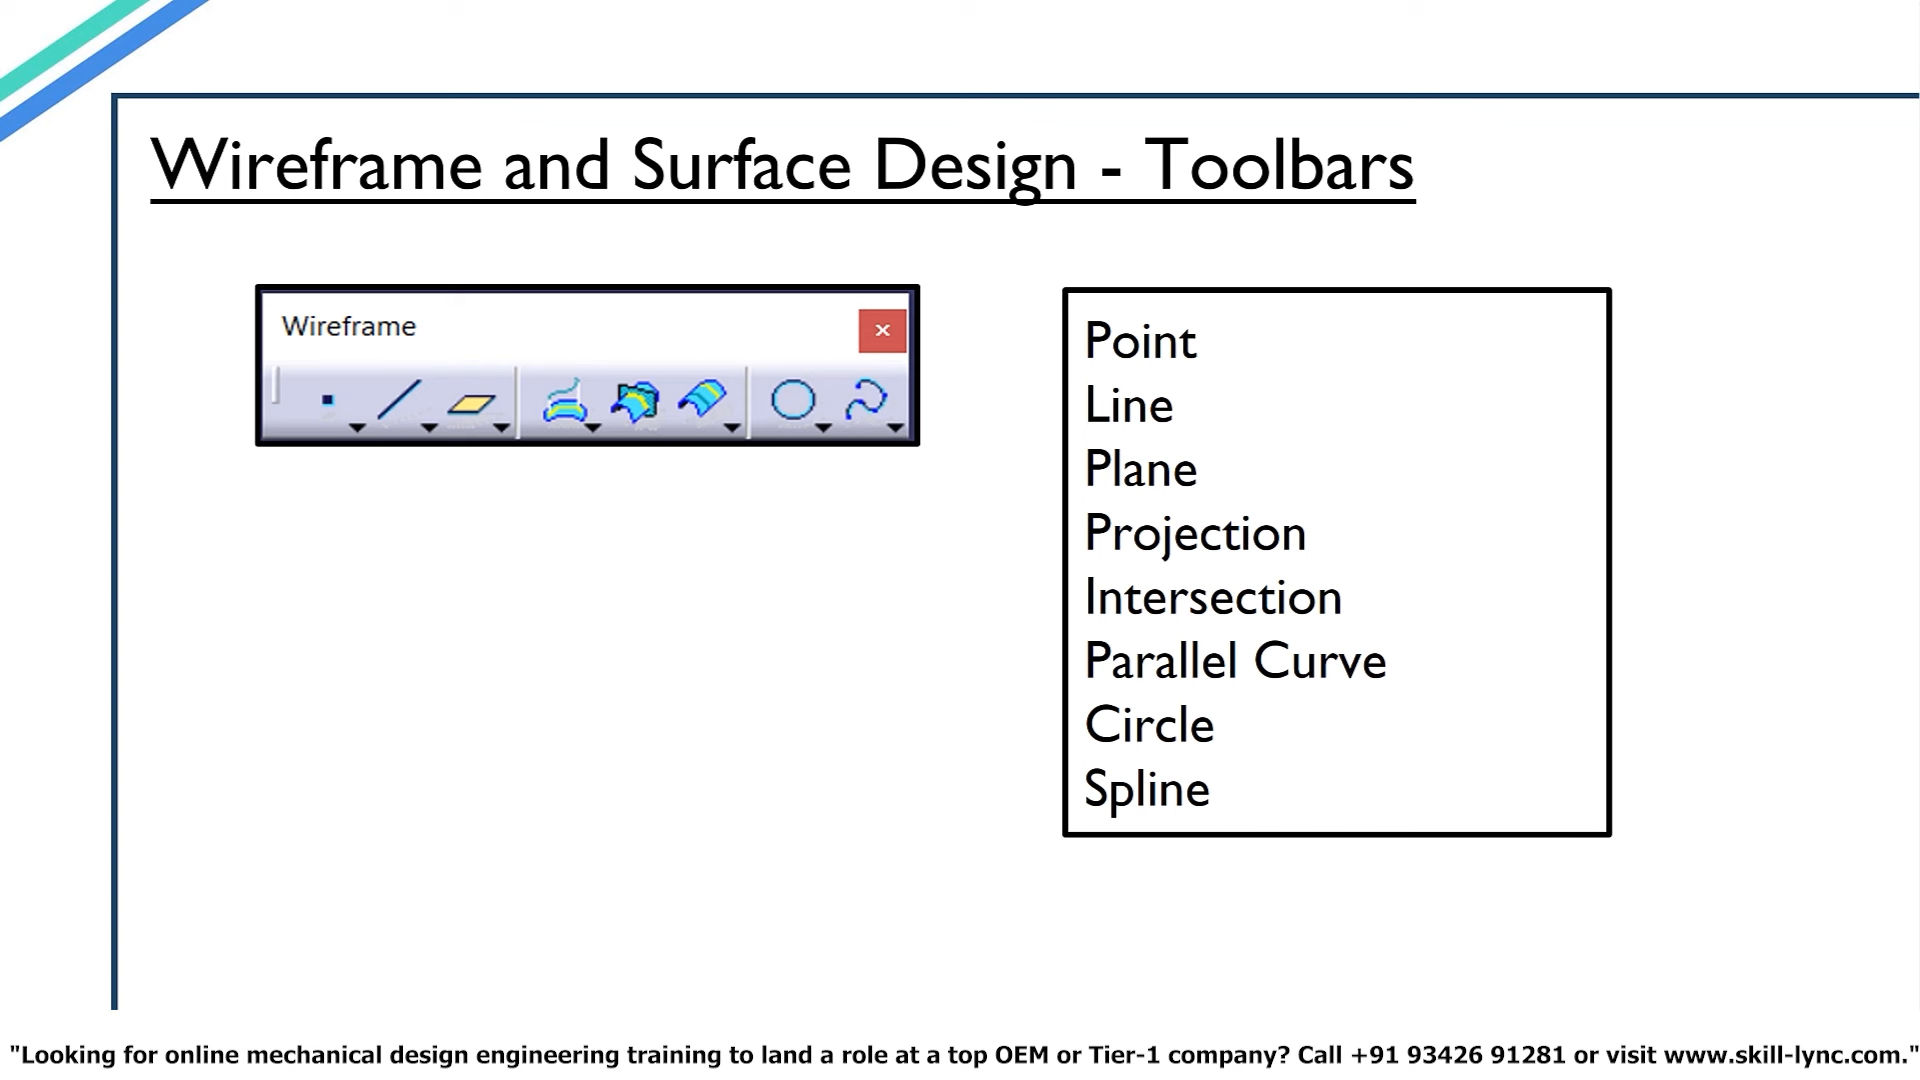 Wireframe and Surface Design - Toolbars
Wireframe
Point
Line
Plane
Projection
Intersection
Parallel Curve
Circle
Spline
"Looking for online mechanical design engineering training to land a role at a top OEM or Tier-1 company? Call +91 93426 91281 or visit www.skill-lync.com."